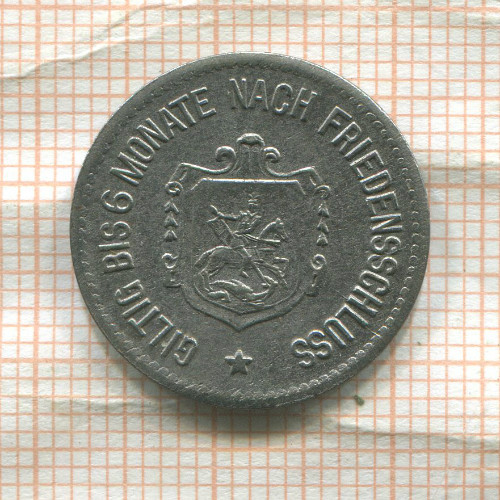 GILTIG BIS 6 MONATE NACH FRIEDENSSCHLUSS